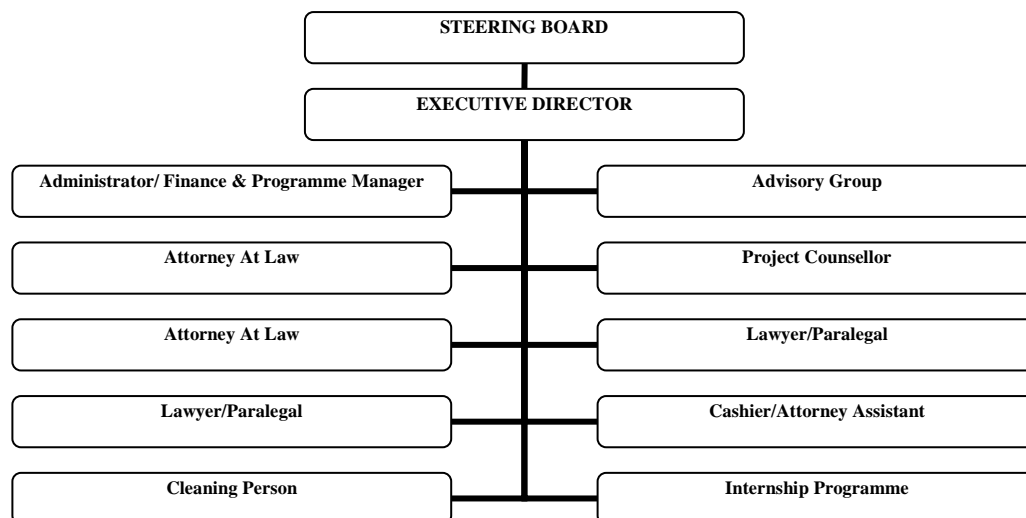 STEERING BOARD
EXECUTIVE DIRECTOR
Administrator/ Finance & Programme Manager
Advisory Group
Attorney At Law
Project Counsellor
Attorney At Law
Lawyer/Paralegal
Lawyer/Paralegal
Cashier/Attorney Assistant
Cleaning Person
Internship Programme